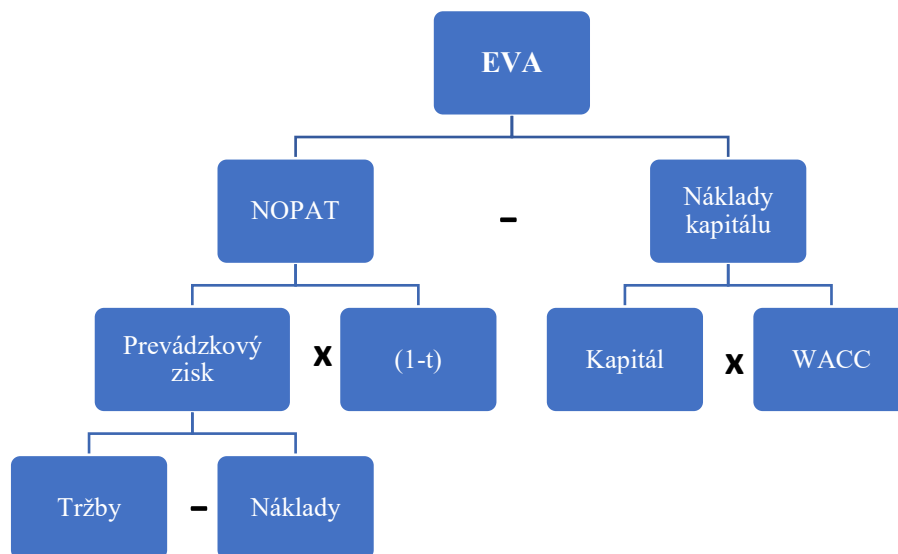 EVA
NOPAT
-
Náklady
kapitálu
Prevádzkový
zisk
x
(1-t)
Kapitál
x
WACC
Tržby
-
Náklady